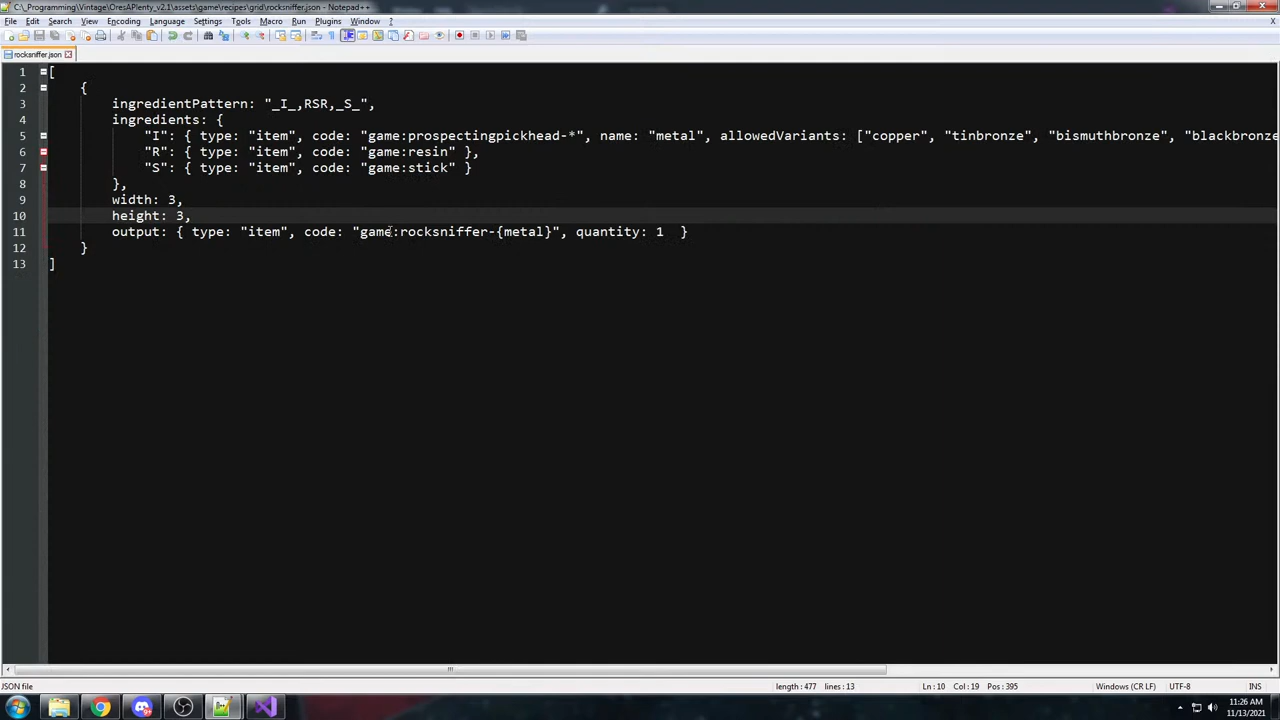 C:\_Programming\Vintage\OresAPlenty_v2.1\assets\game\recipes\grid\rocksniffer.json - Notepad++
File Edit Search View Encoding Language Settings Tools Macro Run Plugins Window ? X
rocksniffer.json
1 [
2 {
3 ingredientPattern: "_I_,RSR,_S_",
4 ingredients: {
5 "I": { type: "item", code: "game:prospectingpickhead-*", name: "metal", allowedVariants: ["copper", "tinbronze", "bismuthbronze", "blackbronze
6 "R": { type: "item", code: "game:resin" },
7 "S": { type: "item", code: "game:stick" }
8 },
9 width: 3,
10 height: 3,
11 output: { type: "item", code: "game:rocksniffer-{metal}", quantity: 1 }
12 }
13 ]
JSON file length: 477 lines: 13 Ln: 10 Col: 19 Pos: 395 Windows (CR LF) UTF-8 INS
11:26 AM
11/13/2021